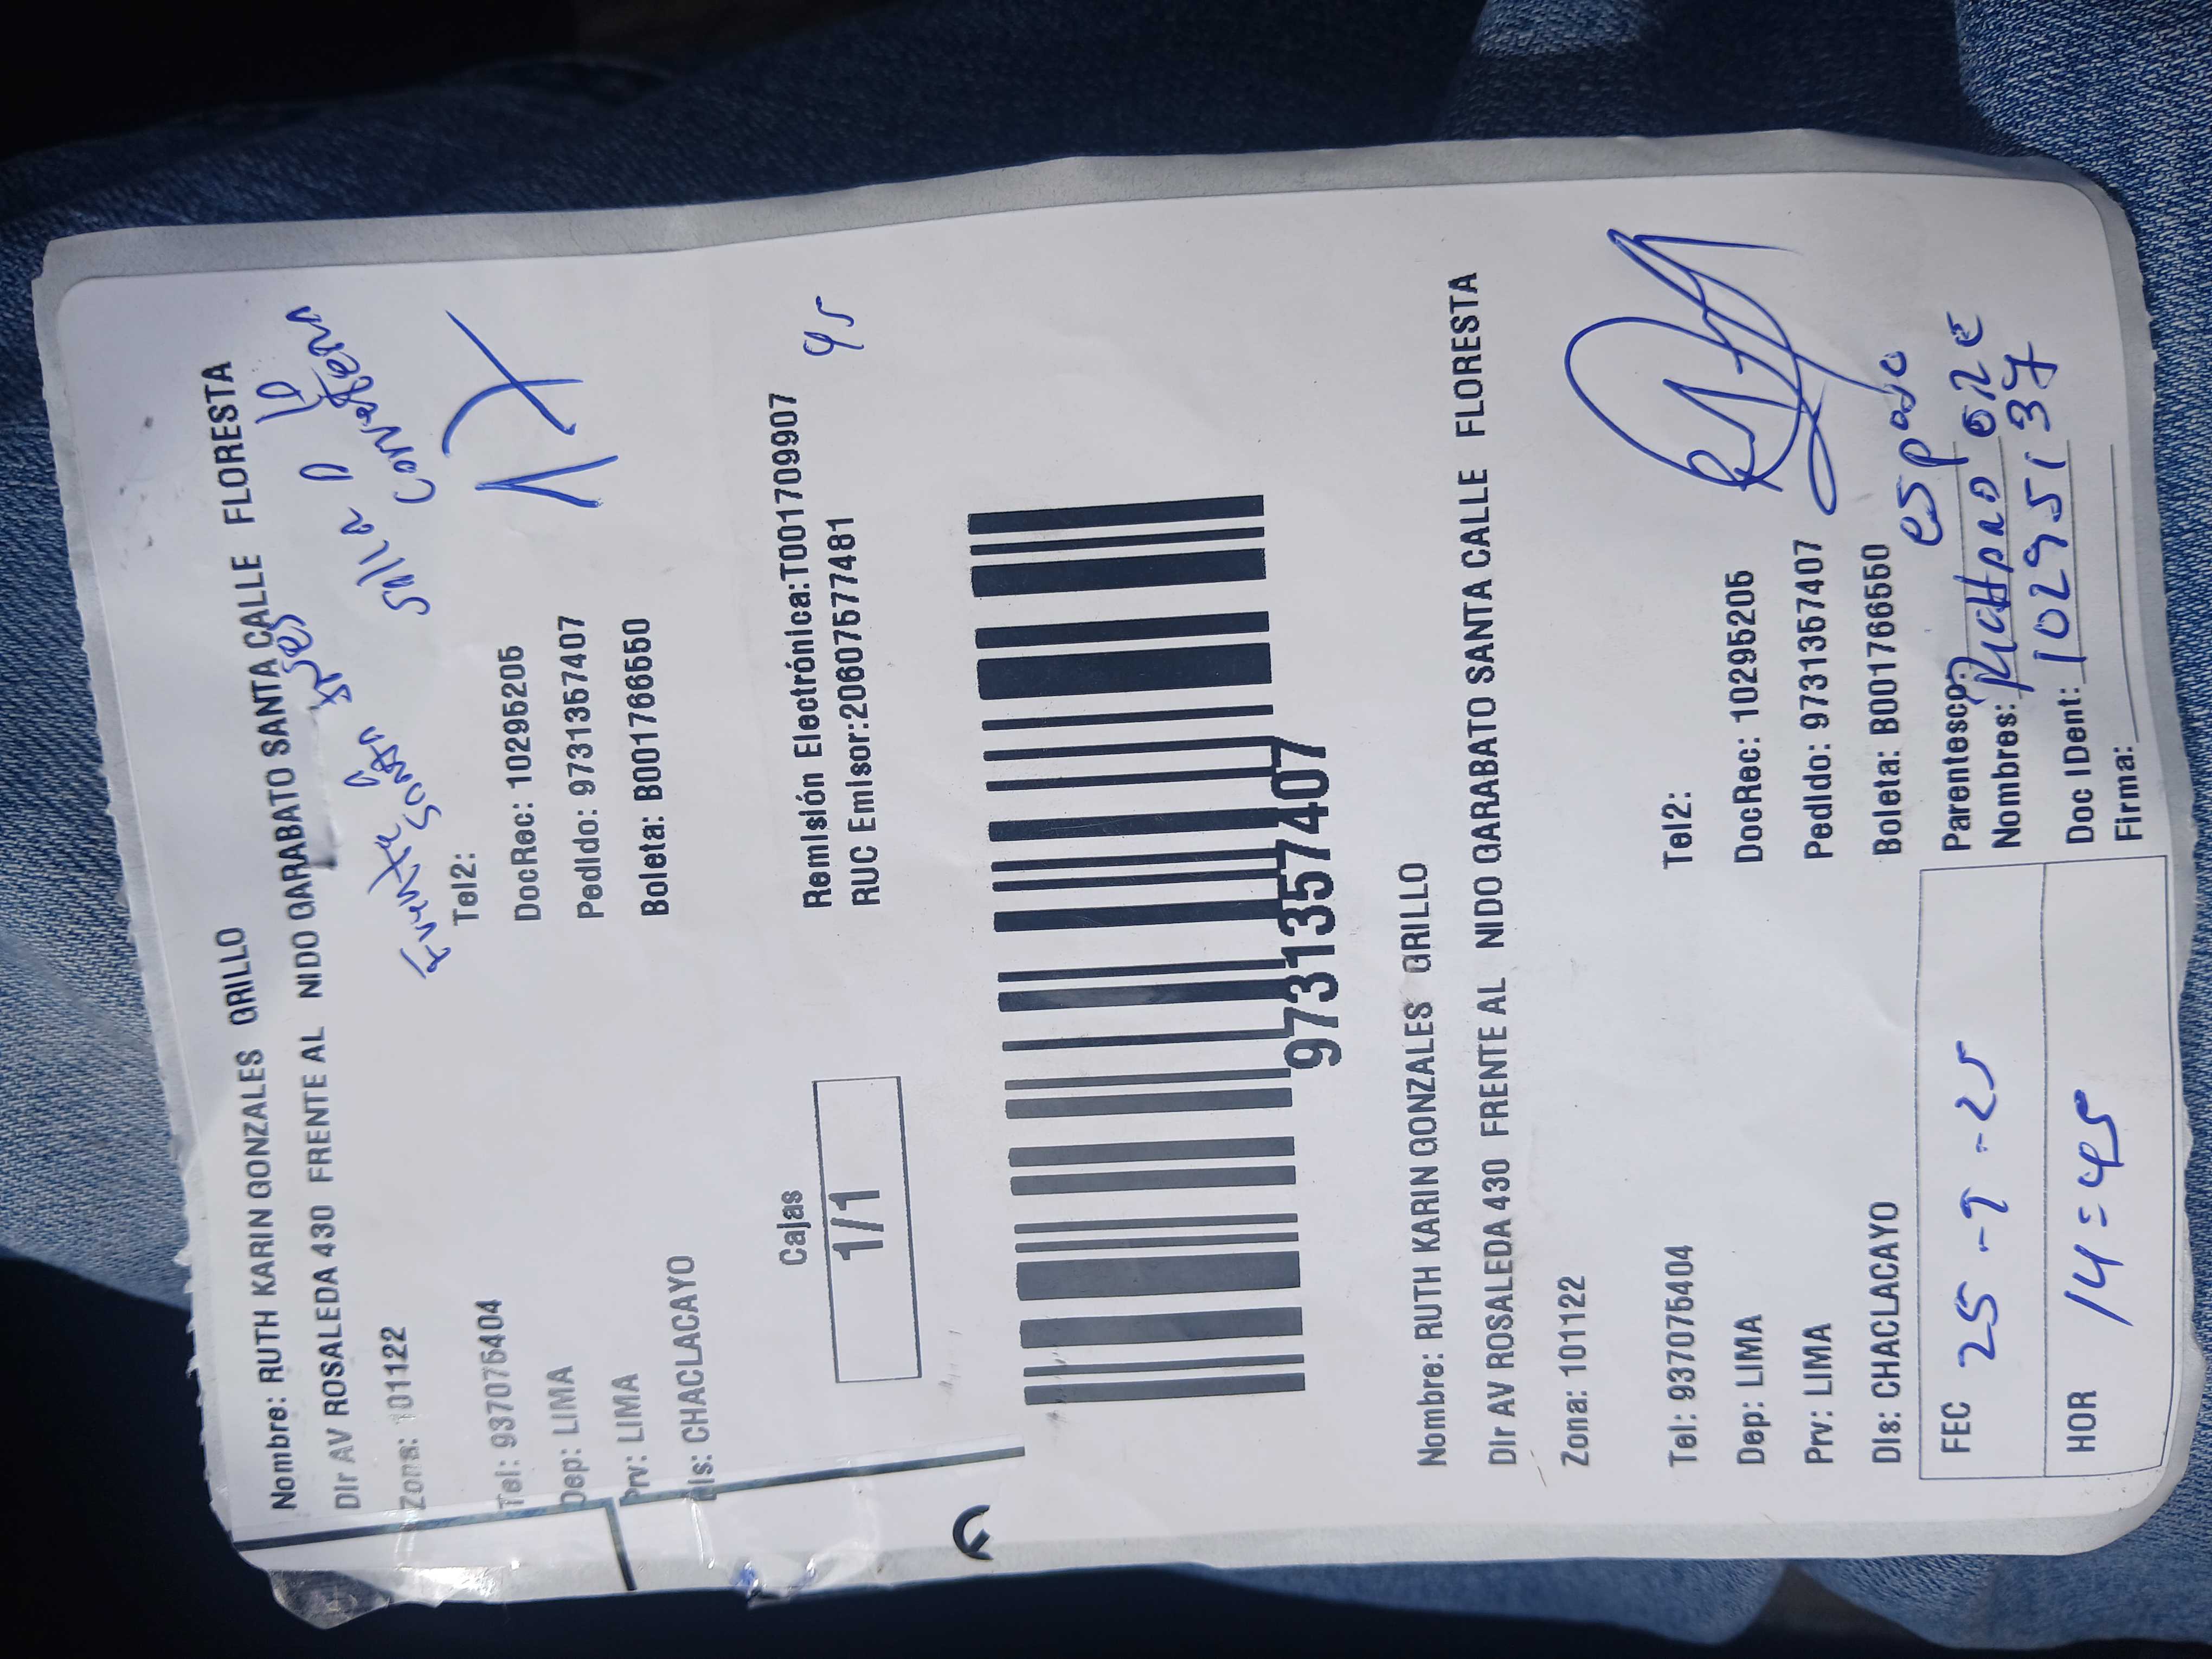 Nombre: RUTH KARIN GONZALES GRILLO
Dir AV ROSALEDA 430 FRENTE AL NIDO GARABATO SANTA CALLE FLORESTA
Zona: 101122
Tel: 937075404
Tel2:
Dep: LIMA
DocRec: 10295205
Prv: LIMA
Pedido: 9731357407
Dis: CHACLACAYO
Boleta: B001766550
salla
17
Cajas
1/1
Remisión Electrónica:T001709907
RUC Emisor:20607577481
45
9731357407
Nombre: RUTH KARIN GONZALES GRILLO
Dir AV ROSALEDA 430 FRENTE AL NIDO GARABATO SANTA CALLE FLORESTA
Zona: 101122
Tel: 937075404
Tel2:
Dep: LIMA
DocRec: 10295205
Prv: LIMA
Pedido: 9731357407
Dis: CHACLACAYO
Boleta: B001766550
FEC 25-7-25
HOR 14=45
Parentesco: esposo
Nombres:
Doc IDent: 10295137
Firma: